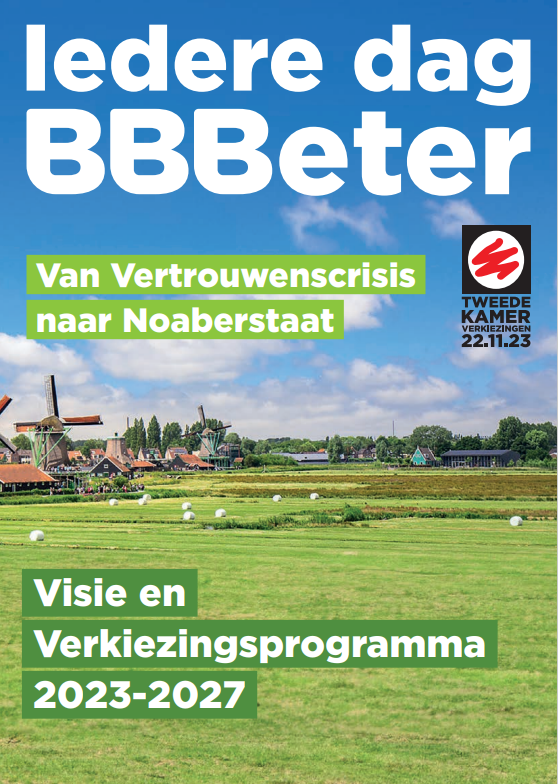 Iedere dag
BBBeter
Van Vertrouwenscrisis
naar Noaberstaat
TWEEDE
KAMER
VERKIEZINGEN
22.11.23
Visie en
Verkiezingsprogramma
2023-2027